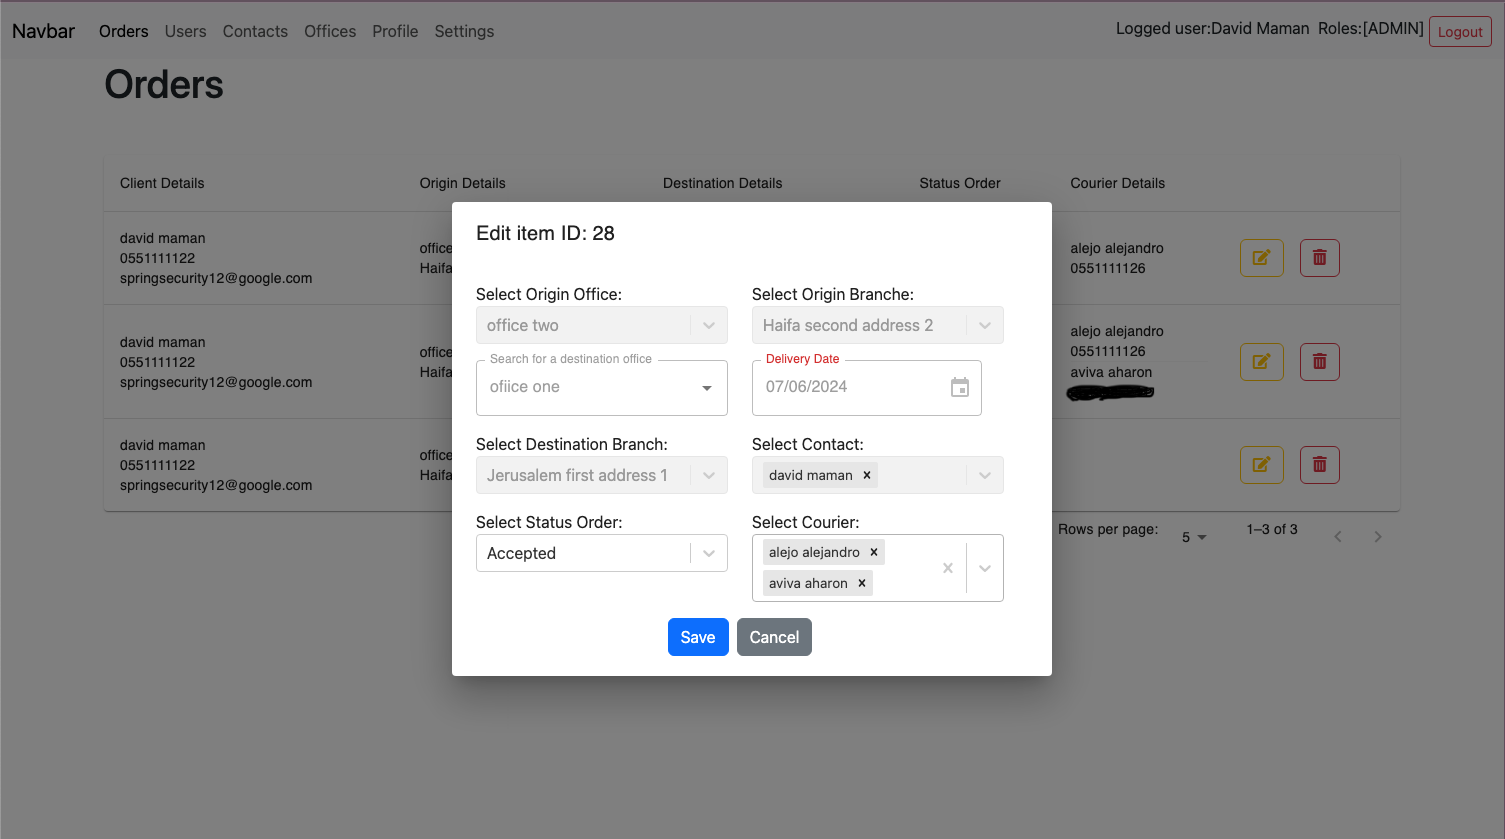 Navbar Orders Users Contacts Offices Profile Settings Logged user:David Maman Roles:[ADMIN] Logout
Orders
Client Details Origin Details Destination Details Status Order Courier Details
david maman
0551111122
springsecurity12@google.com
office
Haifa
alejo alejandro
0551111126
david maman
0551111122
springsecurity12@google.com
office
Haifa
alejo alejandro
0551111126
aviva aharon
david maman
0551111122
springsecurity12@google.com
office
Haifa
Rows per page: 5 1–3 of 3
Edit item ID: 28
Select Origin Office: Select Origin Branche:
office two Haifa second address 2
Search for a destination office Delivery Date
ofiice one 07/06/2024
Select Destination Branch: Select Contact:
Jerusalem first address 1 david maman
Select Status Order: Select Courier:
Accepted alejo alejandro
aviva aharon
Save Cancel